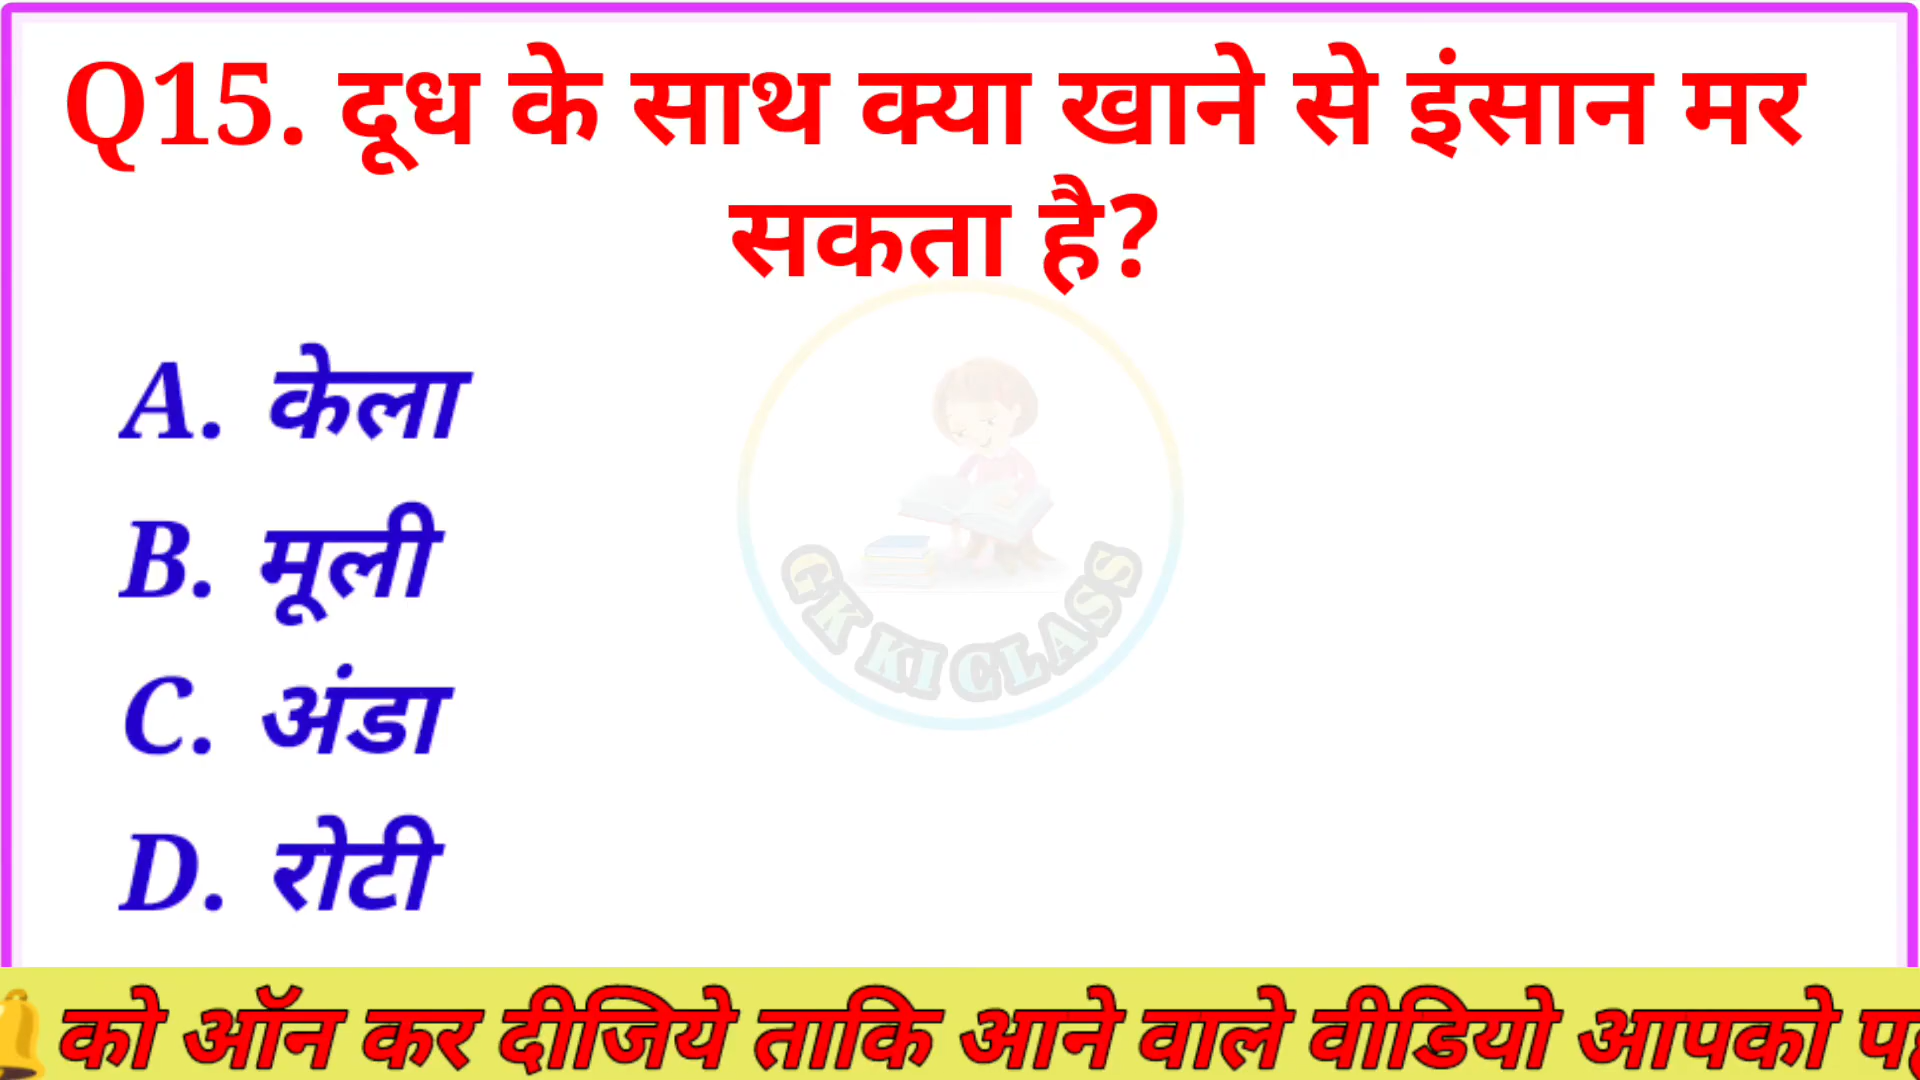 Q15. दूध के साथ क्या खाने से इंसान मर
सकता है?
A. केला
B. मूली
C. अंडा
D. रोटी
GK KI CLASS
को ऑन कर दीजिये ताकि आने वाले वीडियो आपको